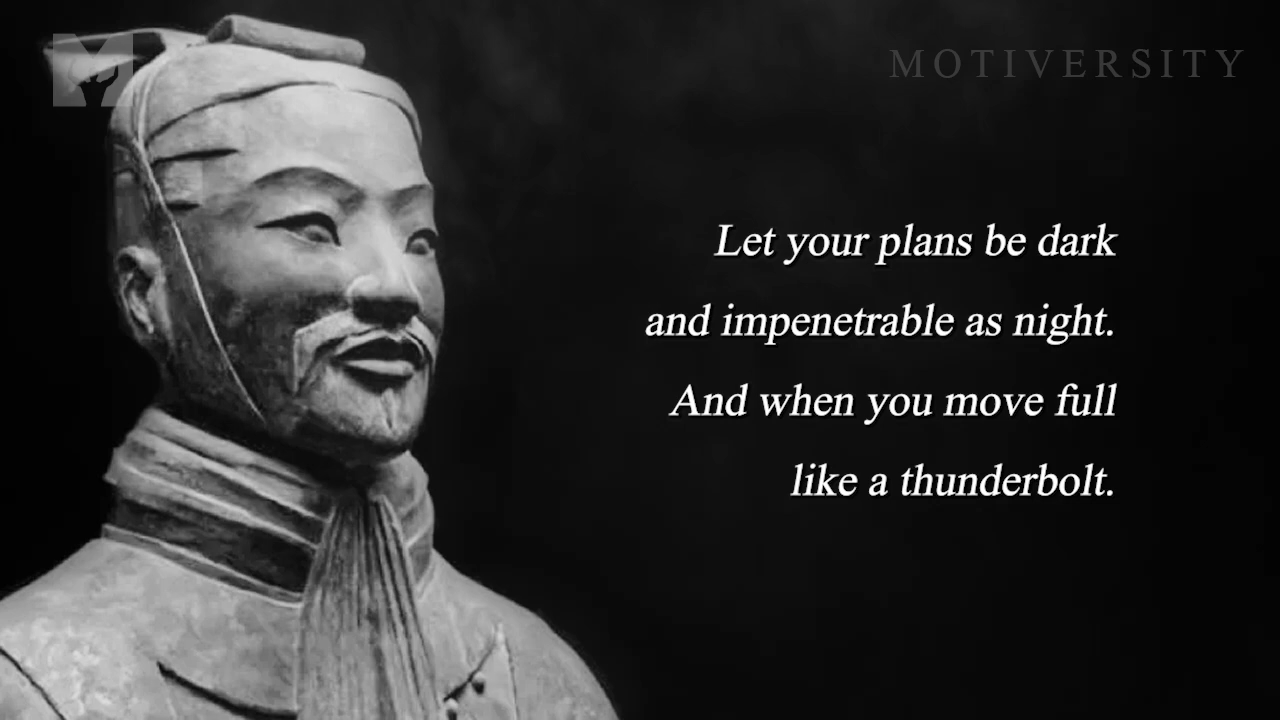 MOTIVERSITY
Let your plans be dark
and impenetrable as night.
And when you move full
like a thunderbolt.